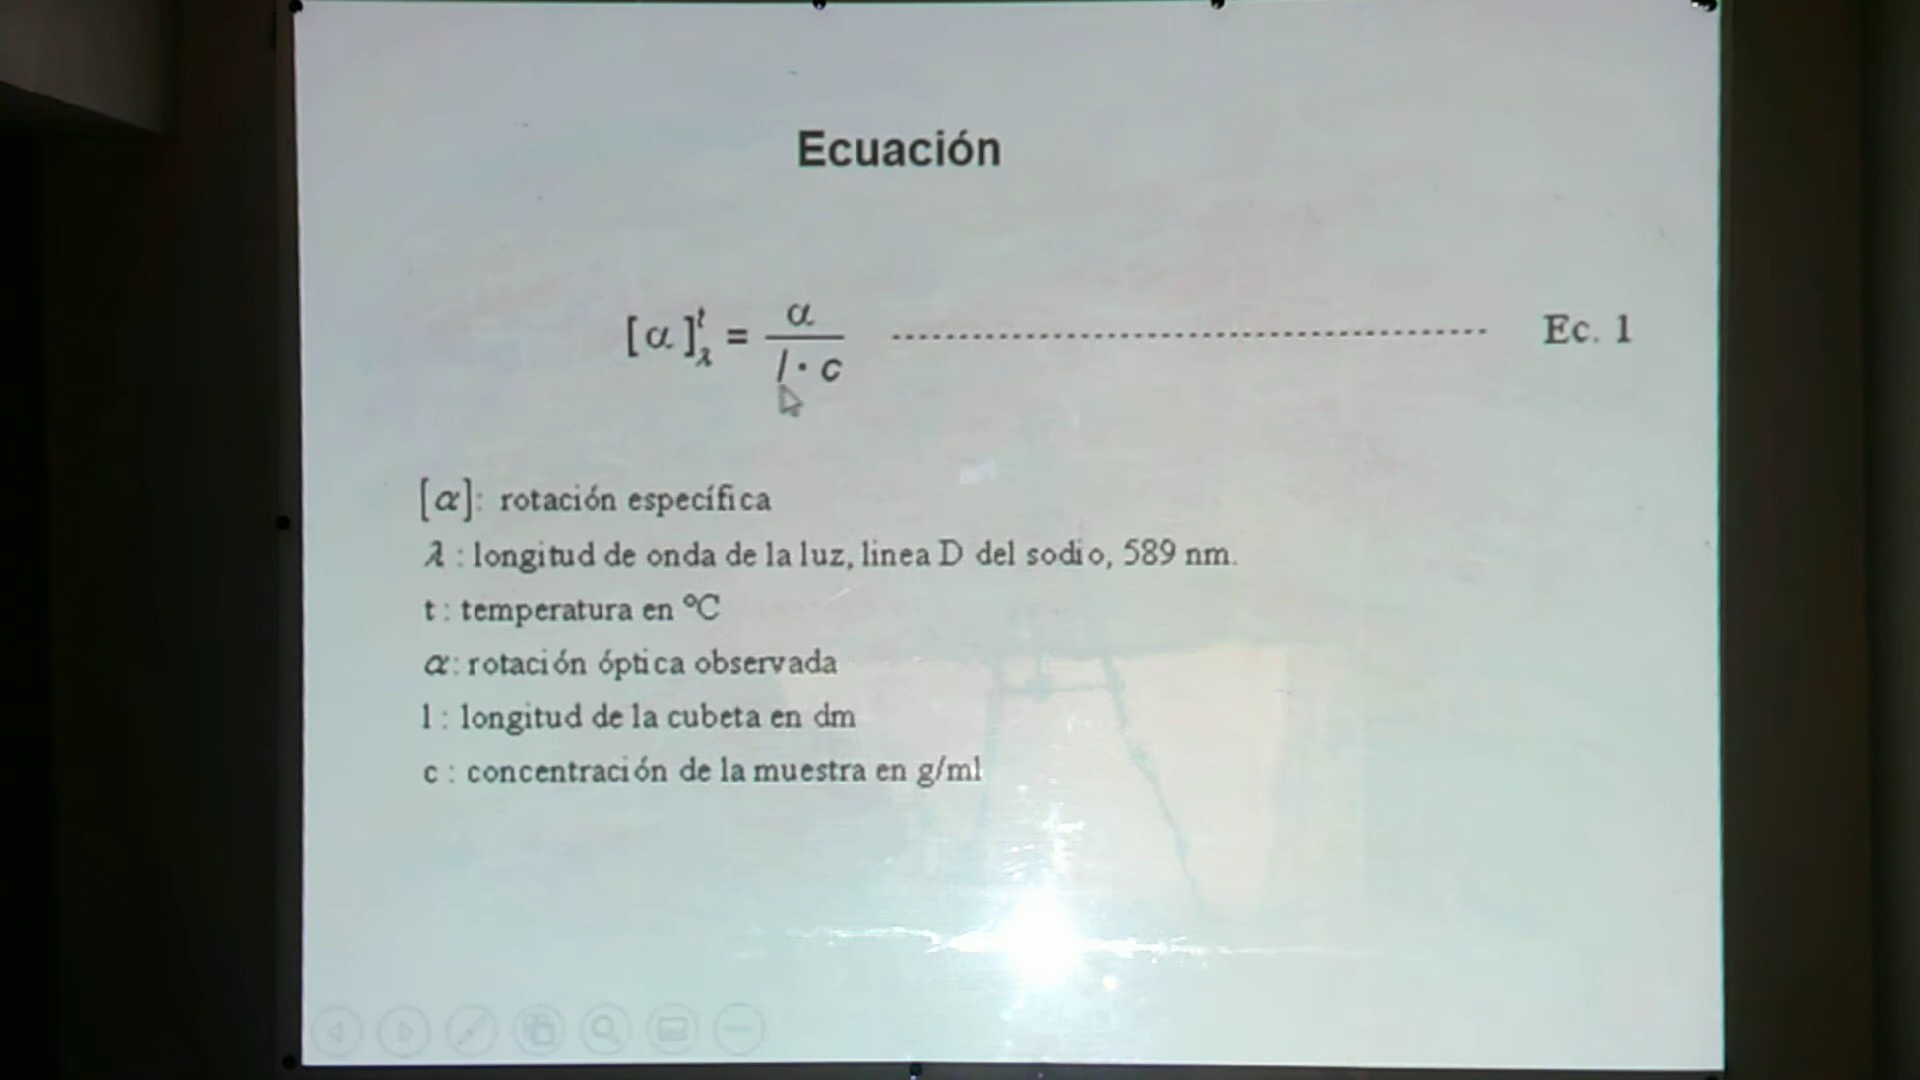 Ecuación
[α]ᵗ_λ = α / l · c ---------------------------------------- Ec. 1
[α]: rotación específica
λ : longitud de onda de la luz, linea D del sodio, 589 nm.
t : temperatura en °C
α: rotación óptica observada
l : longitud de la cubeta en dm
c : concentración de la muestra en g/ml